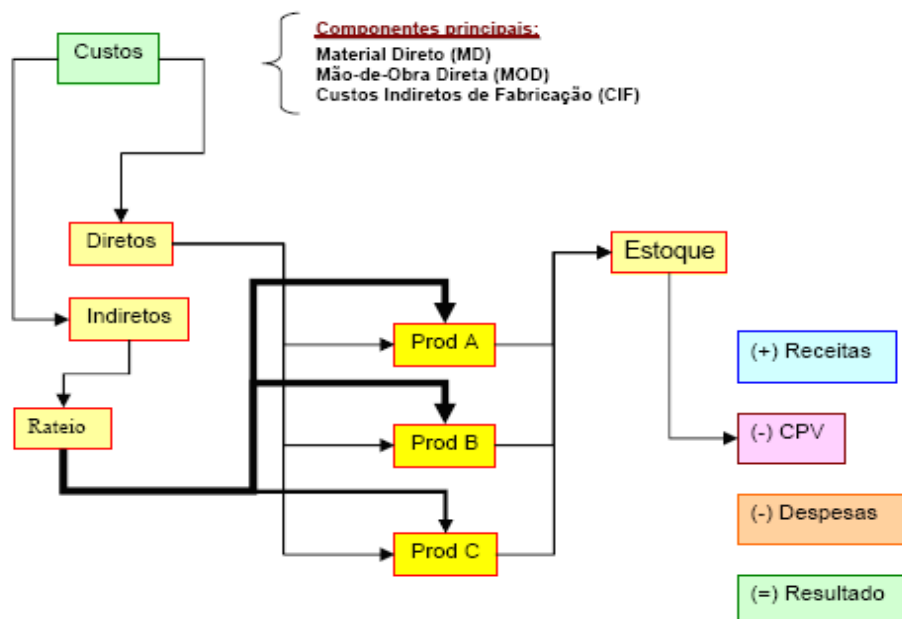 Custos
Componentes principais:
Material Direto (MD)
Mão-de-Obra Direta (MOD)
Custos Indiretos de Fabricação (CIF)
Diretos
Estoque
Indiretos
Prod A
(+) Receitas
Rateio
Prod B
(-) CPV
(-) Despesas
Prod C
(=) Resultado